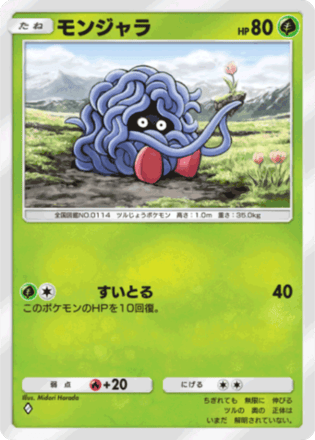 たね モンジャラ HP 80
全国図鑑NO.0114 ツルじょうポケモン 高さ：1.0m 重さ：35.0kg
すいとる 40
このポケモンのHPを10回復。
弱点 +20 にげる
Illus. Midori Harada
ちぎれても 無限に 伸びる
ツルの 奥の 正体は
いまだ 解明されていない。